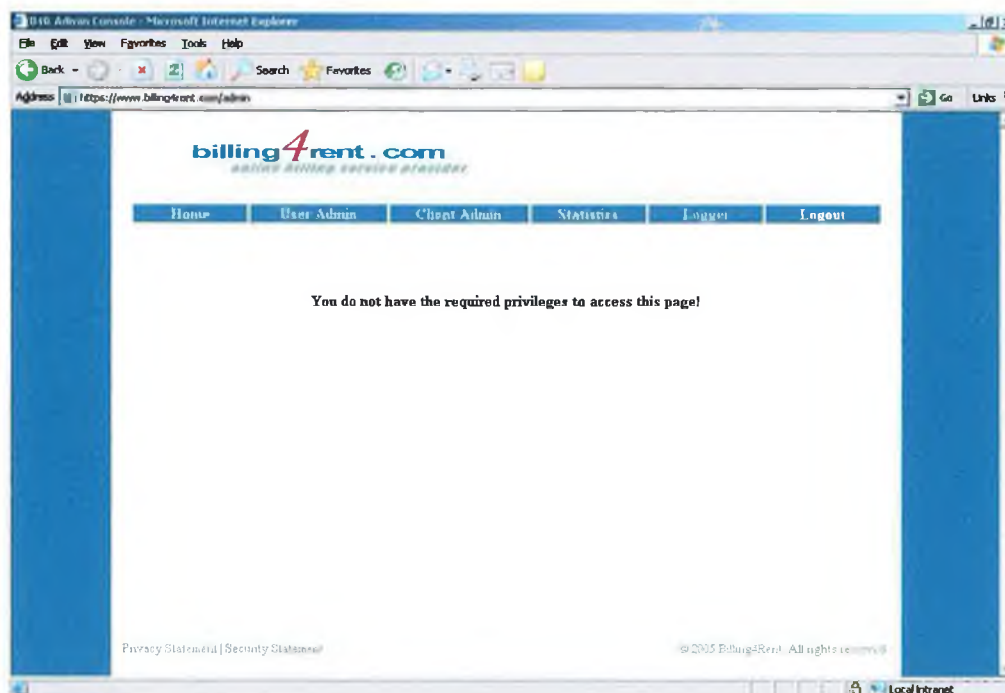 Admin Console - Microsoft Internet Explorer
File Edit View Favorites Tools Help
Back Search Favorites
Address https://www.billing4rent.com/admin Go Links
billing4rent.com
online billing service provider
Home User Admin Client Admin Statistics Logger Logout
You do not have the required privileges to access this page!
Privacy Statement | Security Statement © 2005 Billing4Rent. All rights reserved
Local intranet